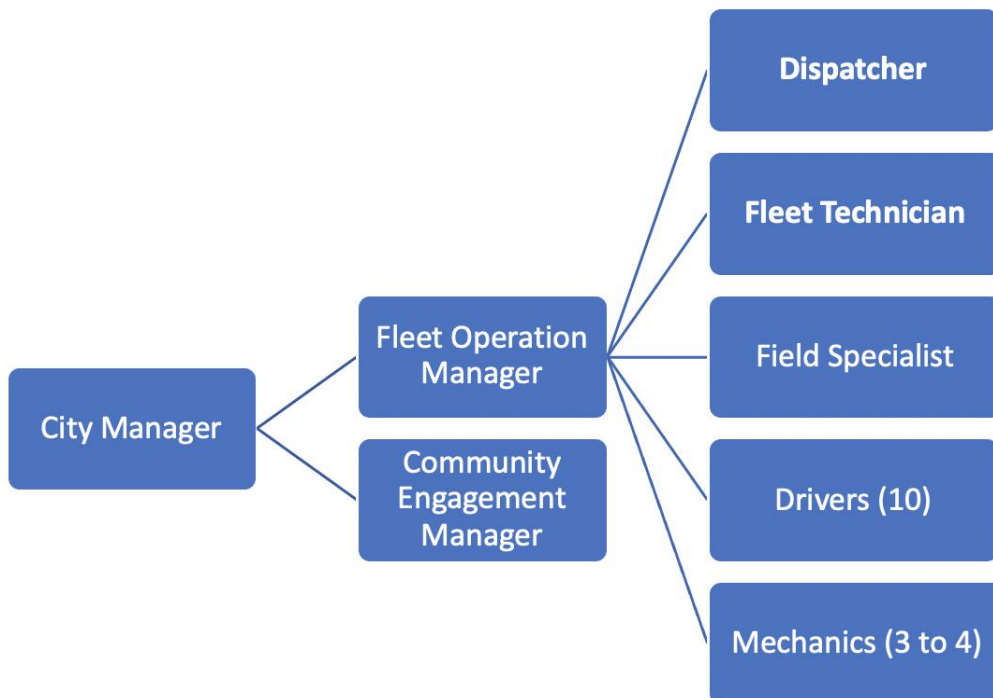 City Manager
Fleet Operation
Manager
Community
Engagement
Manager
Dispatcher
Fleet Technician
Field Specialist
Drivers (10)
Mechanics (3 to 4)